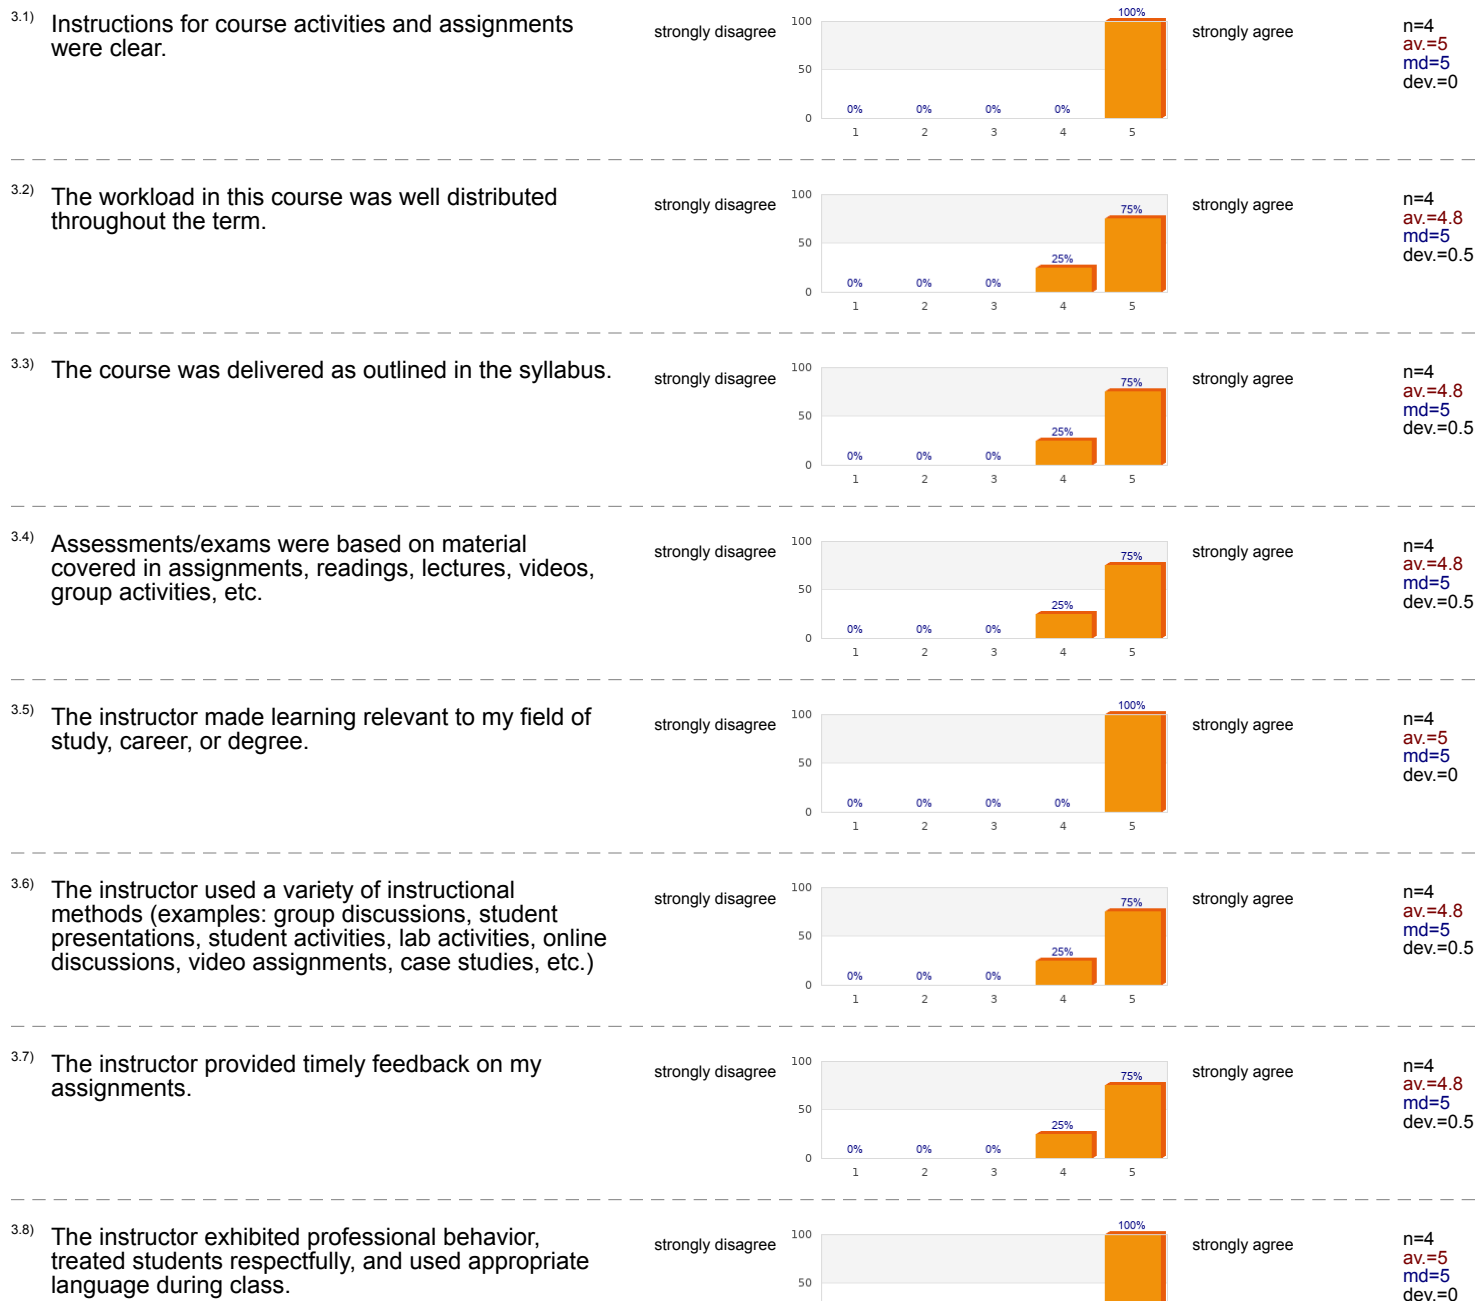 3.1) Instructions for course activities and assignments
were clear.
strongly disagree
100
50
0
0%
0%
0%
0%
100%
1
2
3
4
5
strongly agree
n=4
av.=5
md=5
dev.=0
3.2) The workload in this course was well distributed
throughout the term.
strongly disagree
100
50
0
0%
0%
0%
25%
75%
1
2
3
4
5
strongly agree
n=4
av.=4.8
md=5
dev.=0.5
3.3) The course was delivered as outlined in the syllabus.
strongly disagree
100
50
0
0%
0%
0%
25%
75%
1
2
3
4
5
strongly agree
n=4
av.=4.8
md=5
dev.=0.5
3.4) Assessments/exams were based on material
covered in assignments, readings, lectures, videos,
group activities, etc.
strongly disagree
100
50
0
0%
0%
0%
25%
75%
1
2
3
4
5
strongly agree
n=4
av.=4.8
md=5
dev.=0.5
3.5) The instructor made learning relevant to my field of
study, career, or degree.
strongly disagree
100
50
0
0%
0%
0%
0%
100%
1
2
3
4
5
strongly agree
n=4
av.=5
md=5
dev.=0
3.6) The instructor used a variety of instructional
methods (examples: group discussions, student
presentations, student activities, lab activities, online
discussions, video assignments, case studies, etc.)
strongly disagree
100
50
0
0%
0%
0%
25%
75%
1
2
3
4
5
strongly agree
n=4
av.=4.8
md=5
dev.=0.5
3.7) The instructor provided timely feedback on my
assignments.
strongly disagree
100
50
0
0%
0%
0%
25%
75%
1
2
3
4
5
strongly agree
n=4
av.=4.8
md=5
dev.=0.5
3.8) The instructor exhibited professional behavior,
treated students respectfully, and used appropriate
language during class.
strongly disagree
100
50
100%
strongly agree
n=4
av.=5
md=5
dev.=0